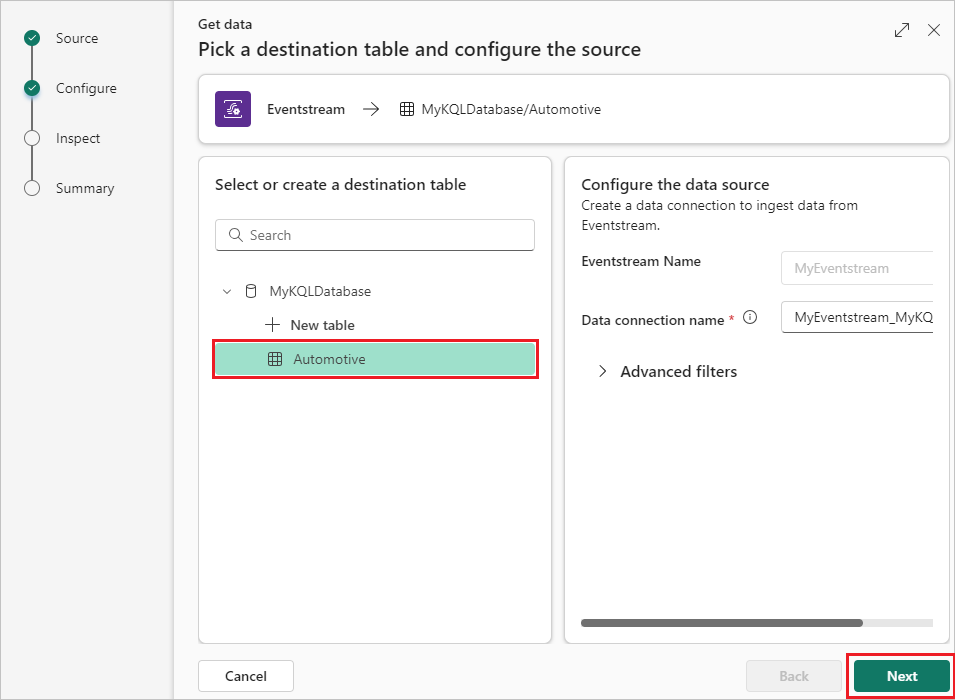 Source
Configure
Inspect
Summary
Get data
Pick a destination table and configure the source
Eventstream
MyKQLDatabase/Automotive
Select or create a destination table
Search
MyKQLDatabase
New table
Automotive
Configure the data source
Create a data connection to ingest data from
Eventstream.
Eventstream Name
MyEventstream
Data connection name *
MyEventstream_MyKQ
Advanced filters
Cancel
Back
Next